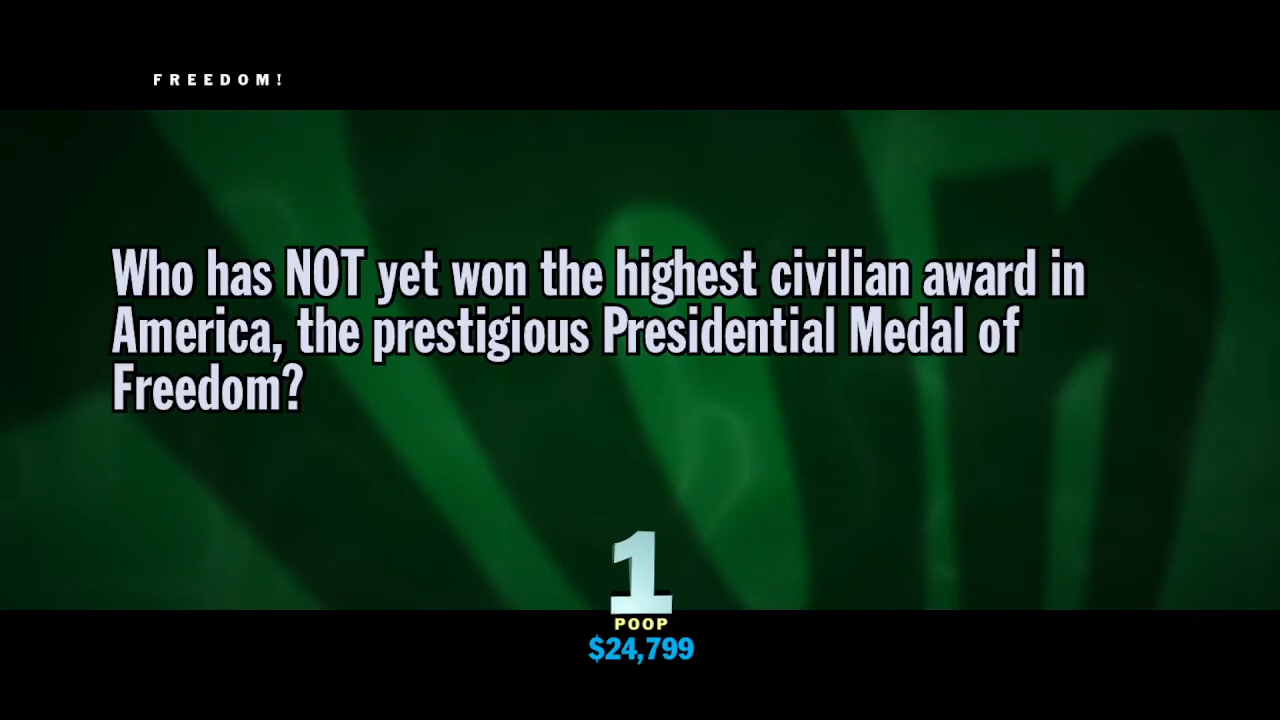 FREEDOM!
Who has NOT yet won the highest civilian award in
America, the prestigious Presidential Medal of
Freedom?
1
POOP
$24,799